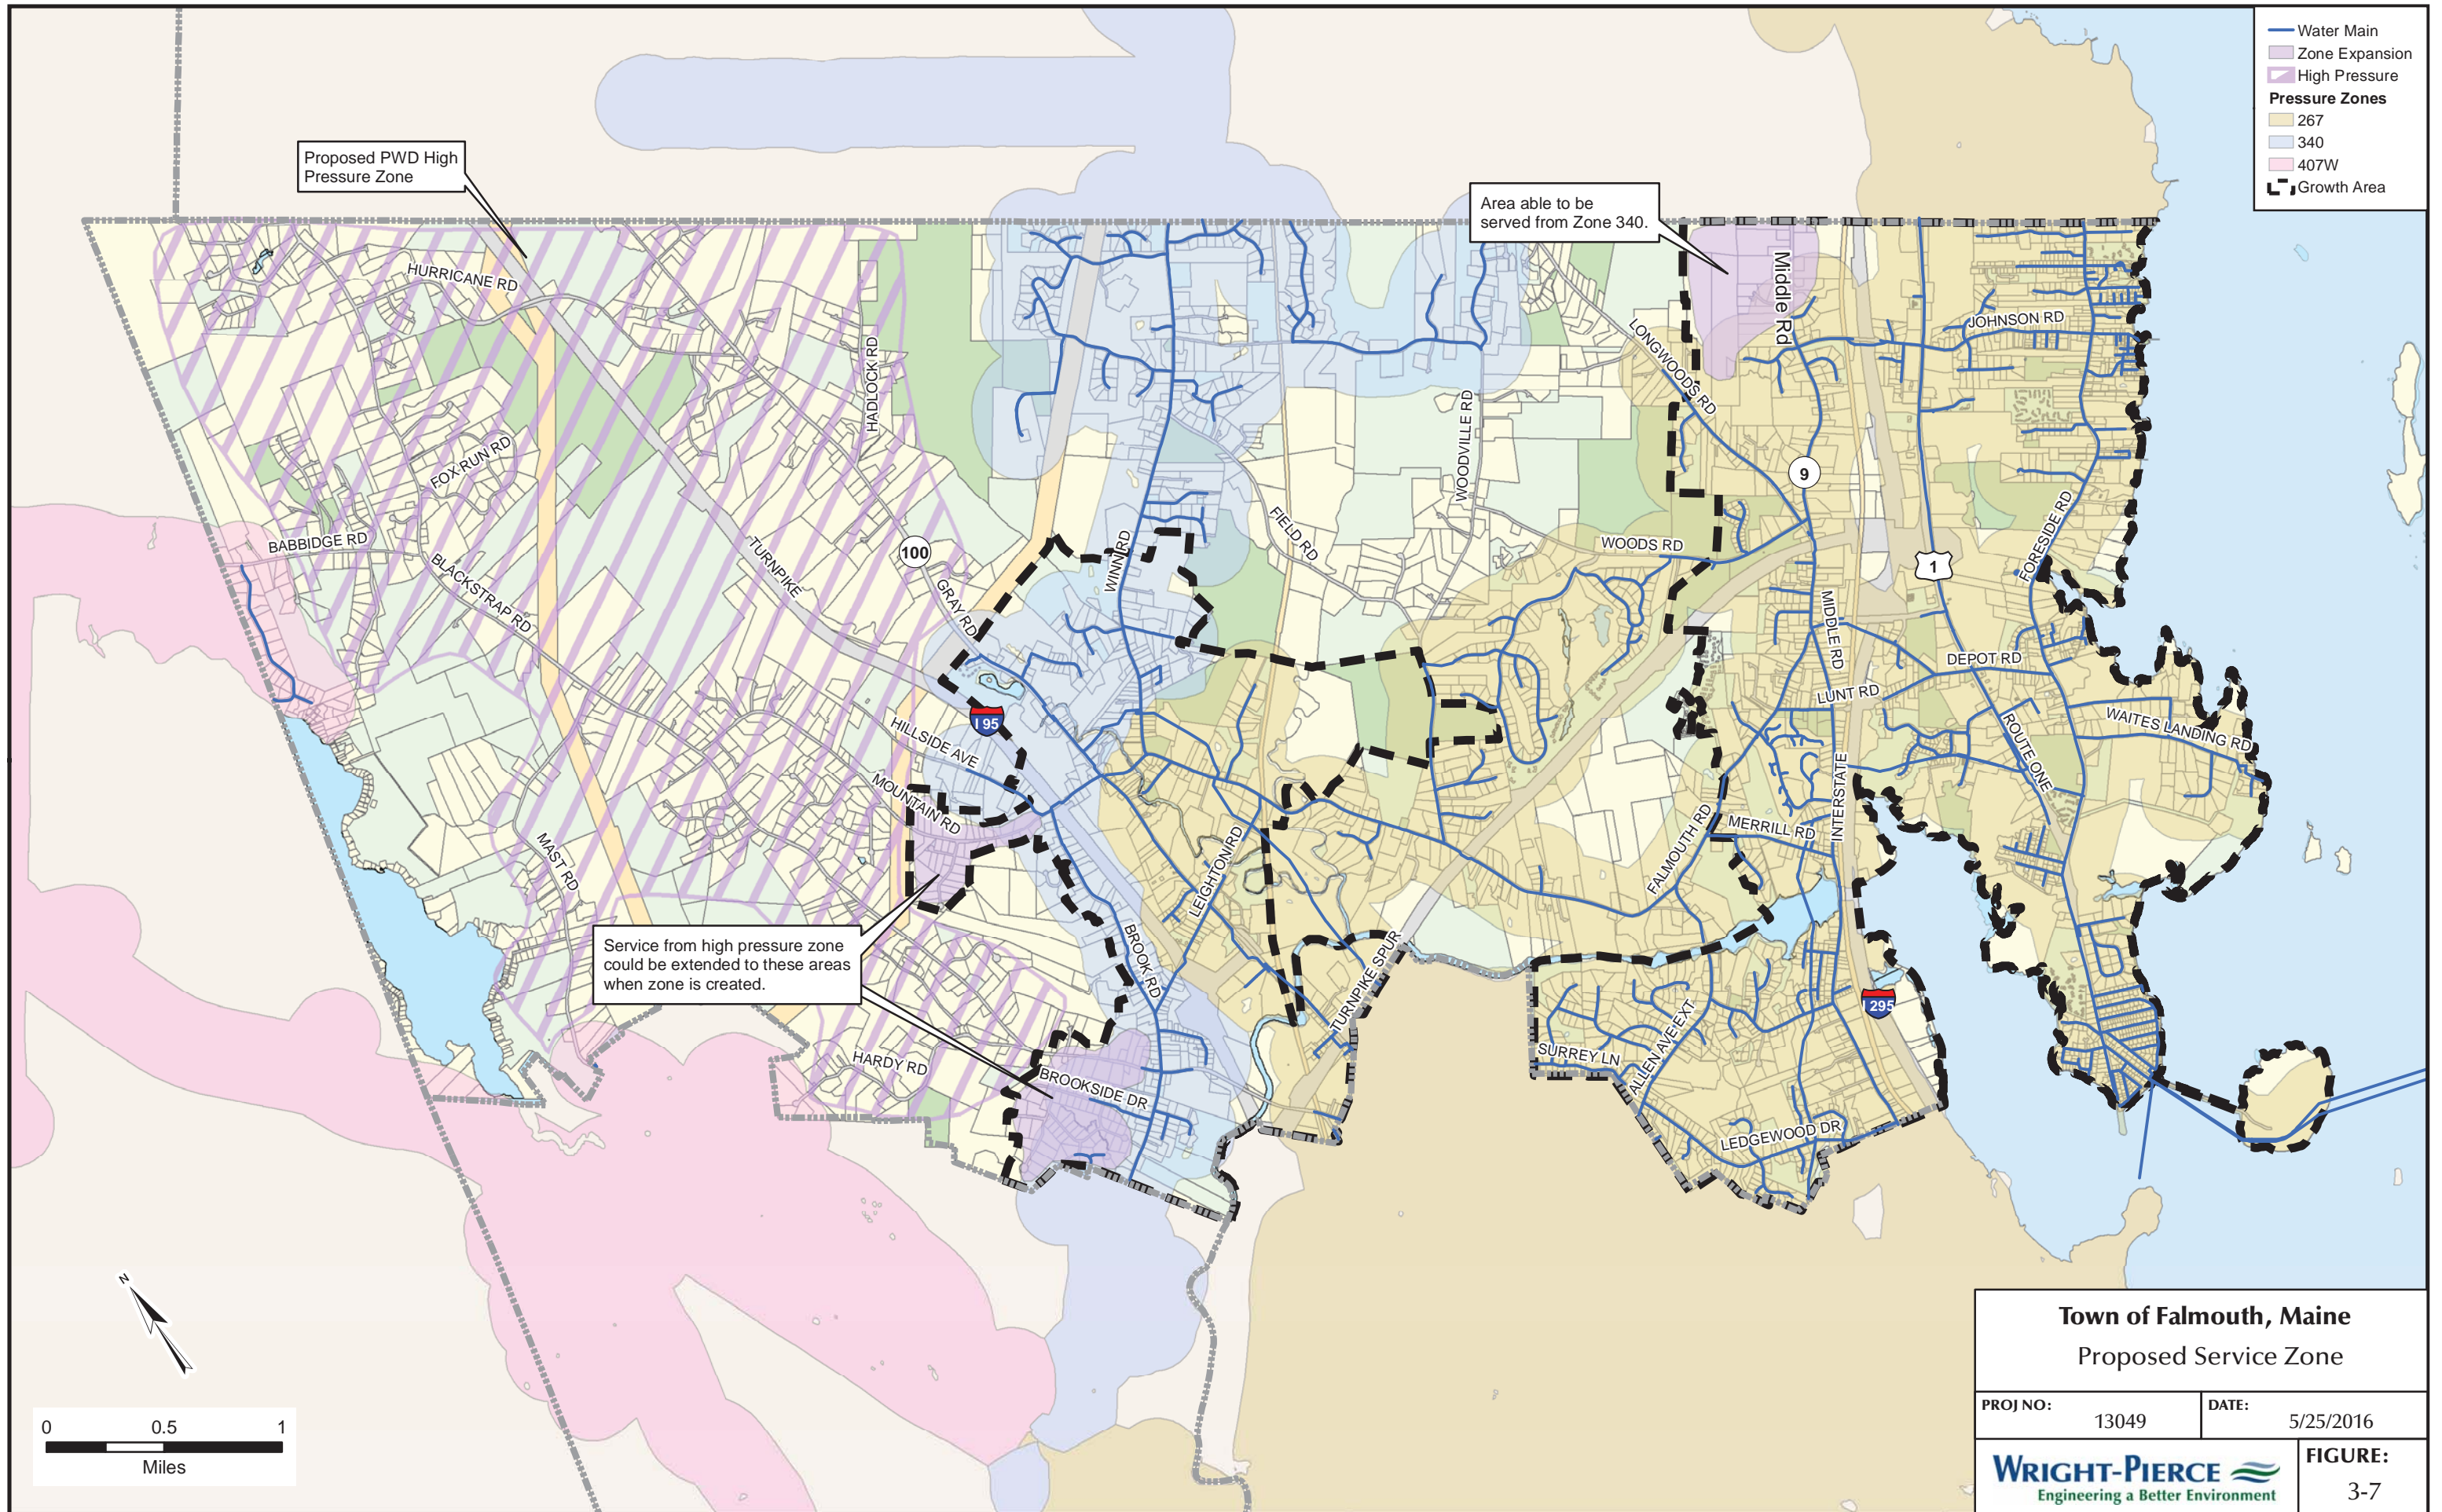 Water Main
Zone Expansion
High Pressure
Pressure Zones
267
340
407W
Growth Area
Proposed PWD High
Pressure Zone
Area able to be
served from Zone 340.
HURRICANE RD
HADLOCK RD
Middle Rd
LONGWOODS RD
JOHNSON RD
FOX RUN RD
WOODVILLE RD
9
BABBIDGE RD
BLACKSTRAP RD
TURNPIKE
100
GRAY RD
WINN RD
FIELD RD
WOODS RD
1
FORESIDE RD
MIDDLE RD
DEPOT RD
LUNT RD
WAITES LANDING RD
ROUTE ONE
I 95
HILLSIDE AVE
MOUNTAIN RD
INTERSTATE
MERRILL RD
FALMOUTH RD
MAST RD
LEIGHTON RD
Service from high pressure zone
could be extended to these areas
when zone is created.
BROOK RD
TURNPIKE SPUR
I 295
HARDY RD
BROOKSIDE DR
SURREY LN
ALLEN AVE EXT
LEDGEWOOD DR
N
0 0.5 1
Miles
Town of Falmouth, Maine
Proposed Service Zone
PROJ NO: 13049
DATE: 5/25/2016
WRIGHT-PIERCE
Engineering a Better Environment
FIGURE:
3-7